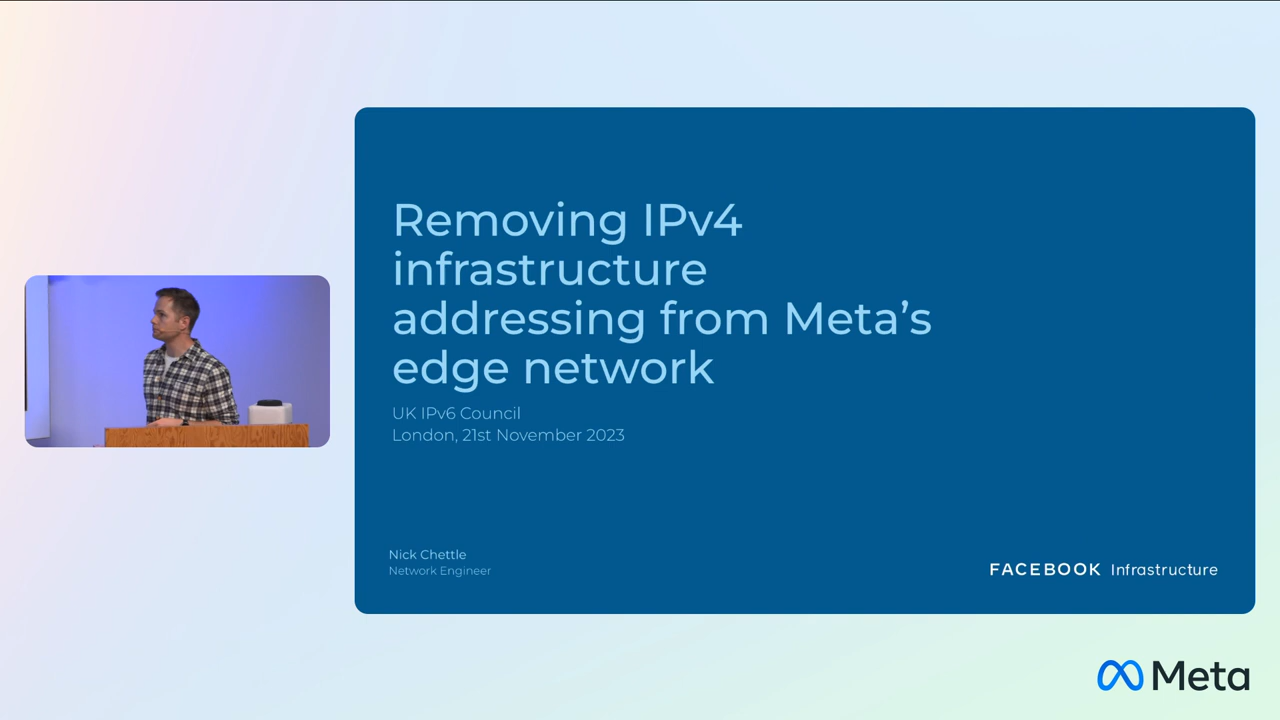 Removing IPv4
infrastructure
addressing from Meta’s
edge network
UK IPv6 Council
London, 21st November 2023
Nick Chettle
Network Engineer
FACEBOOK Infrastructure
Meta